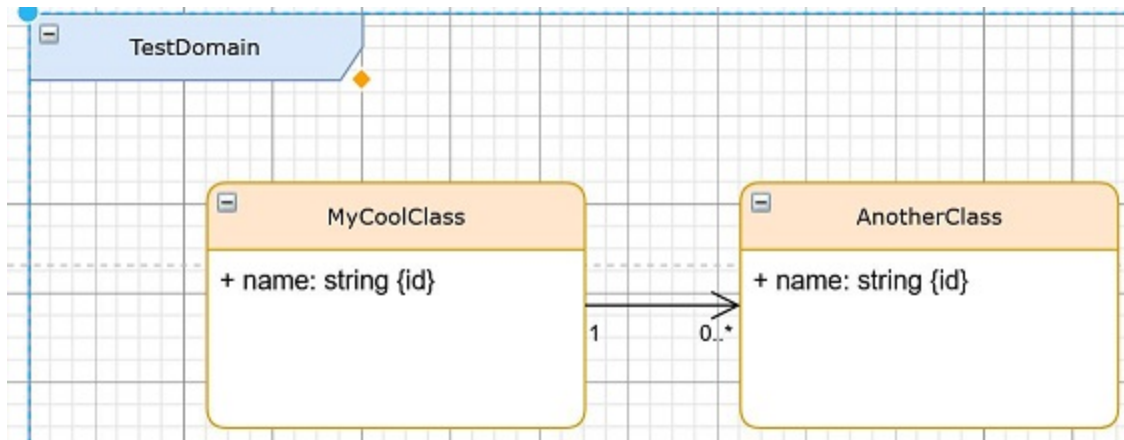 TestDomain
MyCoolClass
+ name: string {id}
1
0..*
AnotherClass
+ name: string {id}